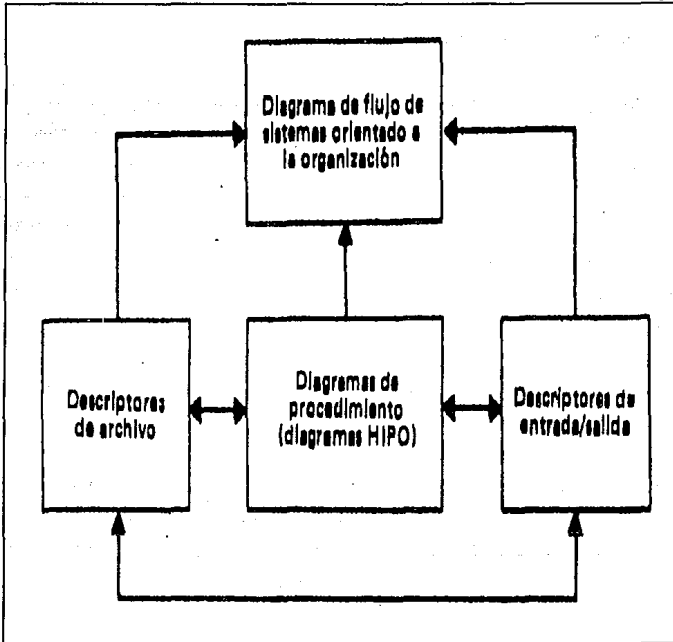 Diagrama de flujo de
sistemas orientado a
la organización
Descriptores
de archivo
Diagramas de
procedimiento
(diagramas HIPO)
Descriptores de
entrada/salida